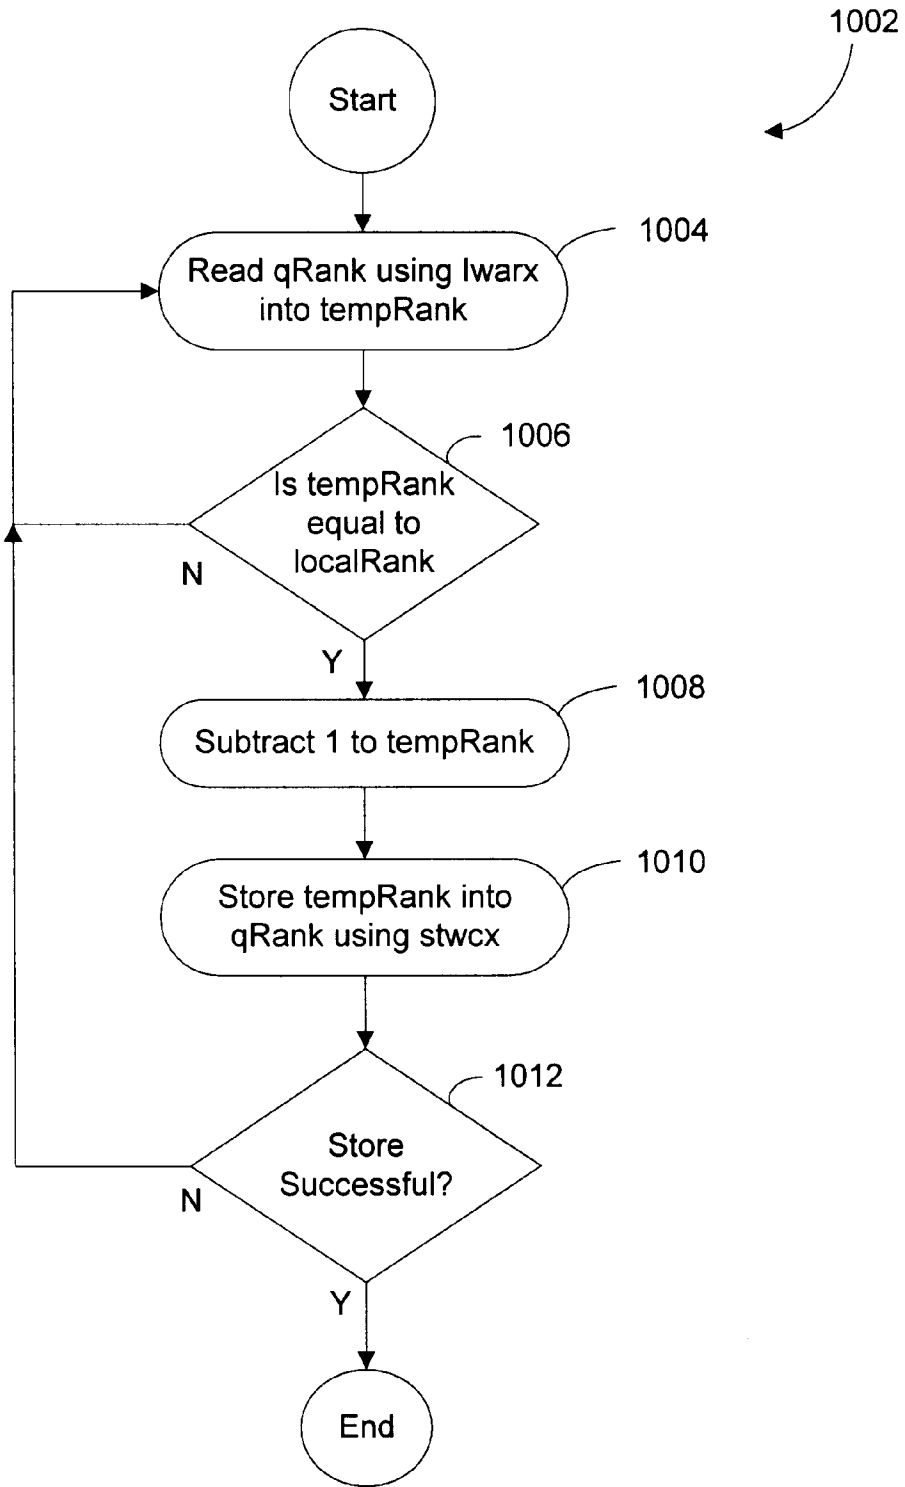 1002
Start
1004
Read qRank using lwarx
into tempRank
1006
Is tempRank
equal to
localRank
N
Y
1008
Subtract 1 to tempRank
1010
Store tempRank into
qRank using stwcx
1012
Store
Successful?
N
Y
End